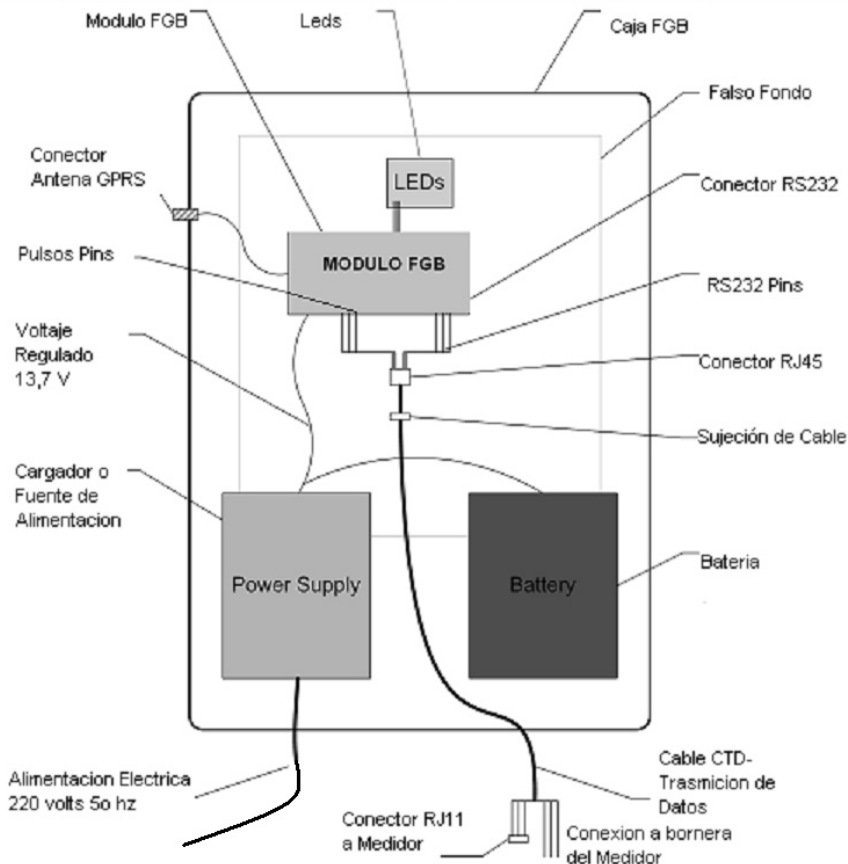 Modulo FGB
Leds
Caja FGB
Falso Fondo
Conector
Antena GPRS
LEDs
Conector RS232
Pulsos Pins
MODULO FGB
RS232 Pins
Voltaje
Regulado
13,7 V
Conector RJ45
Sujeción de Cable
Cargador o
Fuente de
Alimentacion
Power Supply
Battery
Bateria
Alimentacion Electrica
220 volts 5o hz
Cable CTD-
Trasmicion de
Datos
Conector RJ11
a Medidor
Conexion a bornera
del Medidor